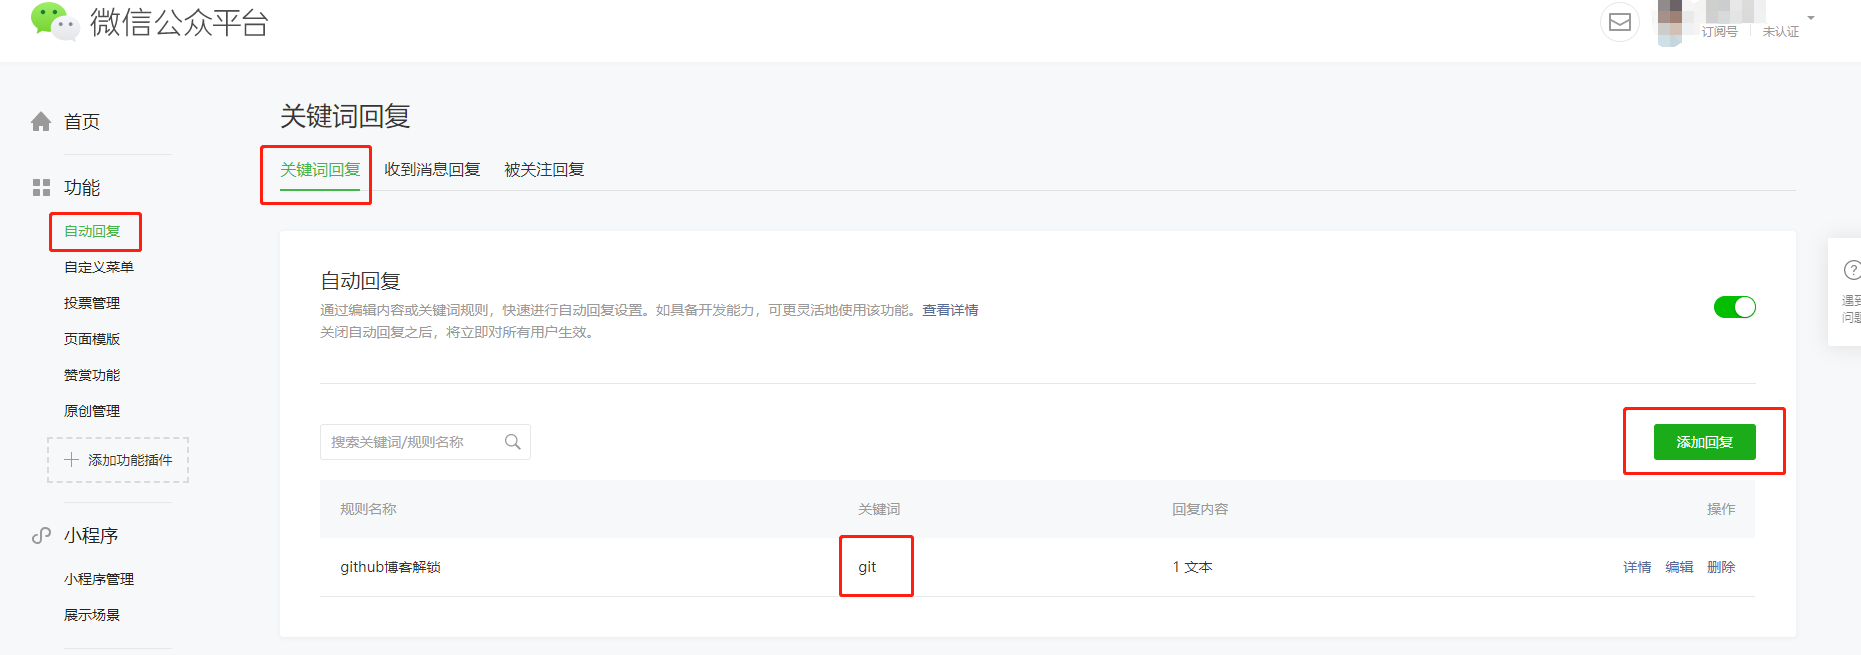 微信公众平台
订阅号 未认证
首页
功能
自动回复
自定义菜单
投票管理
页面模版
赞赏功能
原创管理
添加功能插件
小程序
小程序管理
展示场景
关键词回复
关键词回复 收到消息回复 被关注回复
自动回复
通过编辑内容或关键词规则，快速进行自动回复设置。如具备开发能力，可更灵活地使用该功能。查看详情
关闭自动回复之后，将立即对所有用户生效。
搜索关键词/规则名称
添加回复
规则名称 关键词 回复内容 操作
github博客解锁 git 1 文本 详情 编辑 删除
遇到
问题